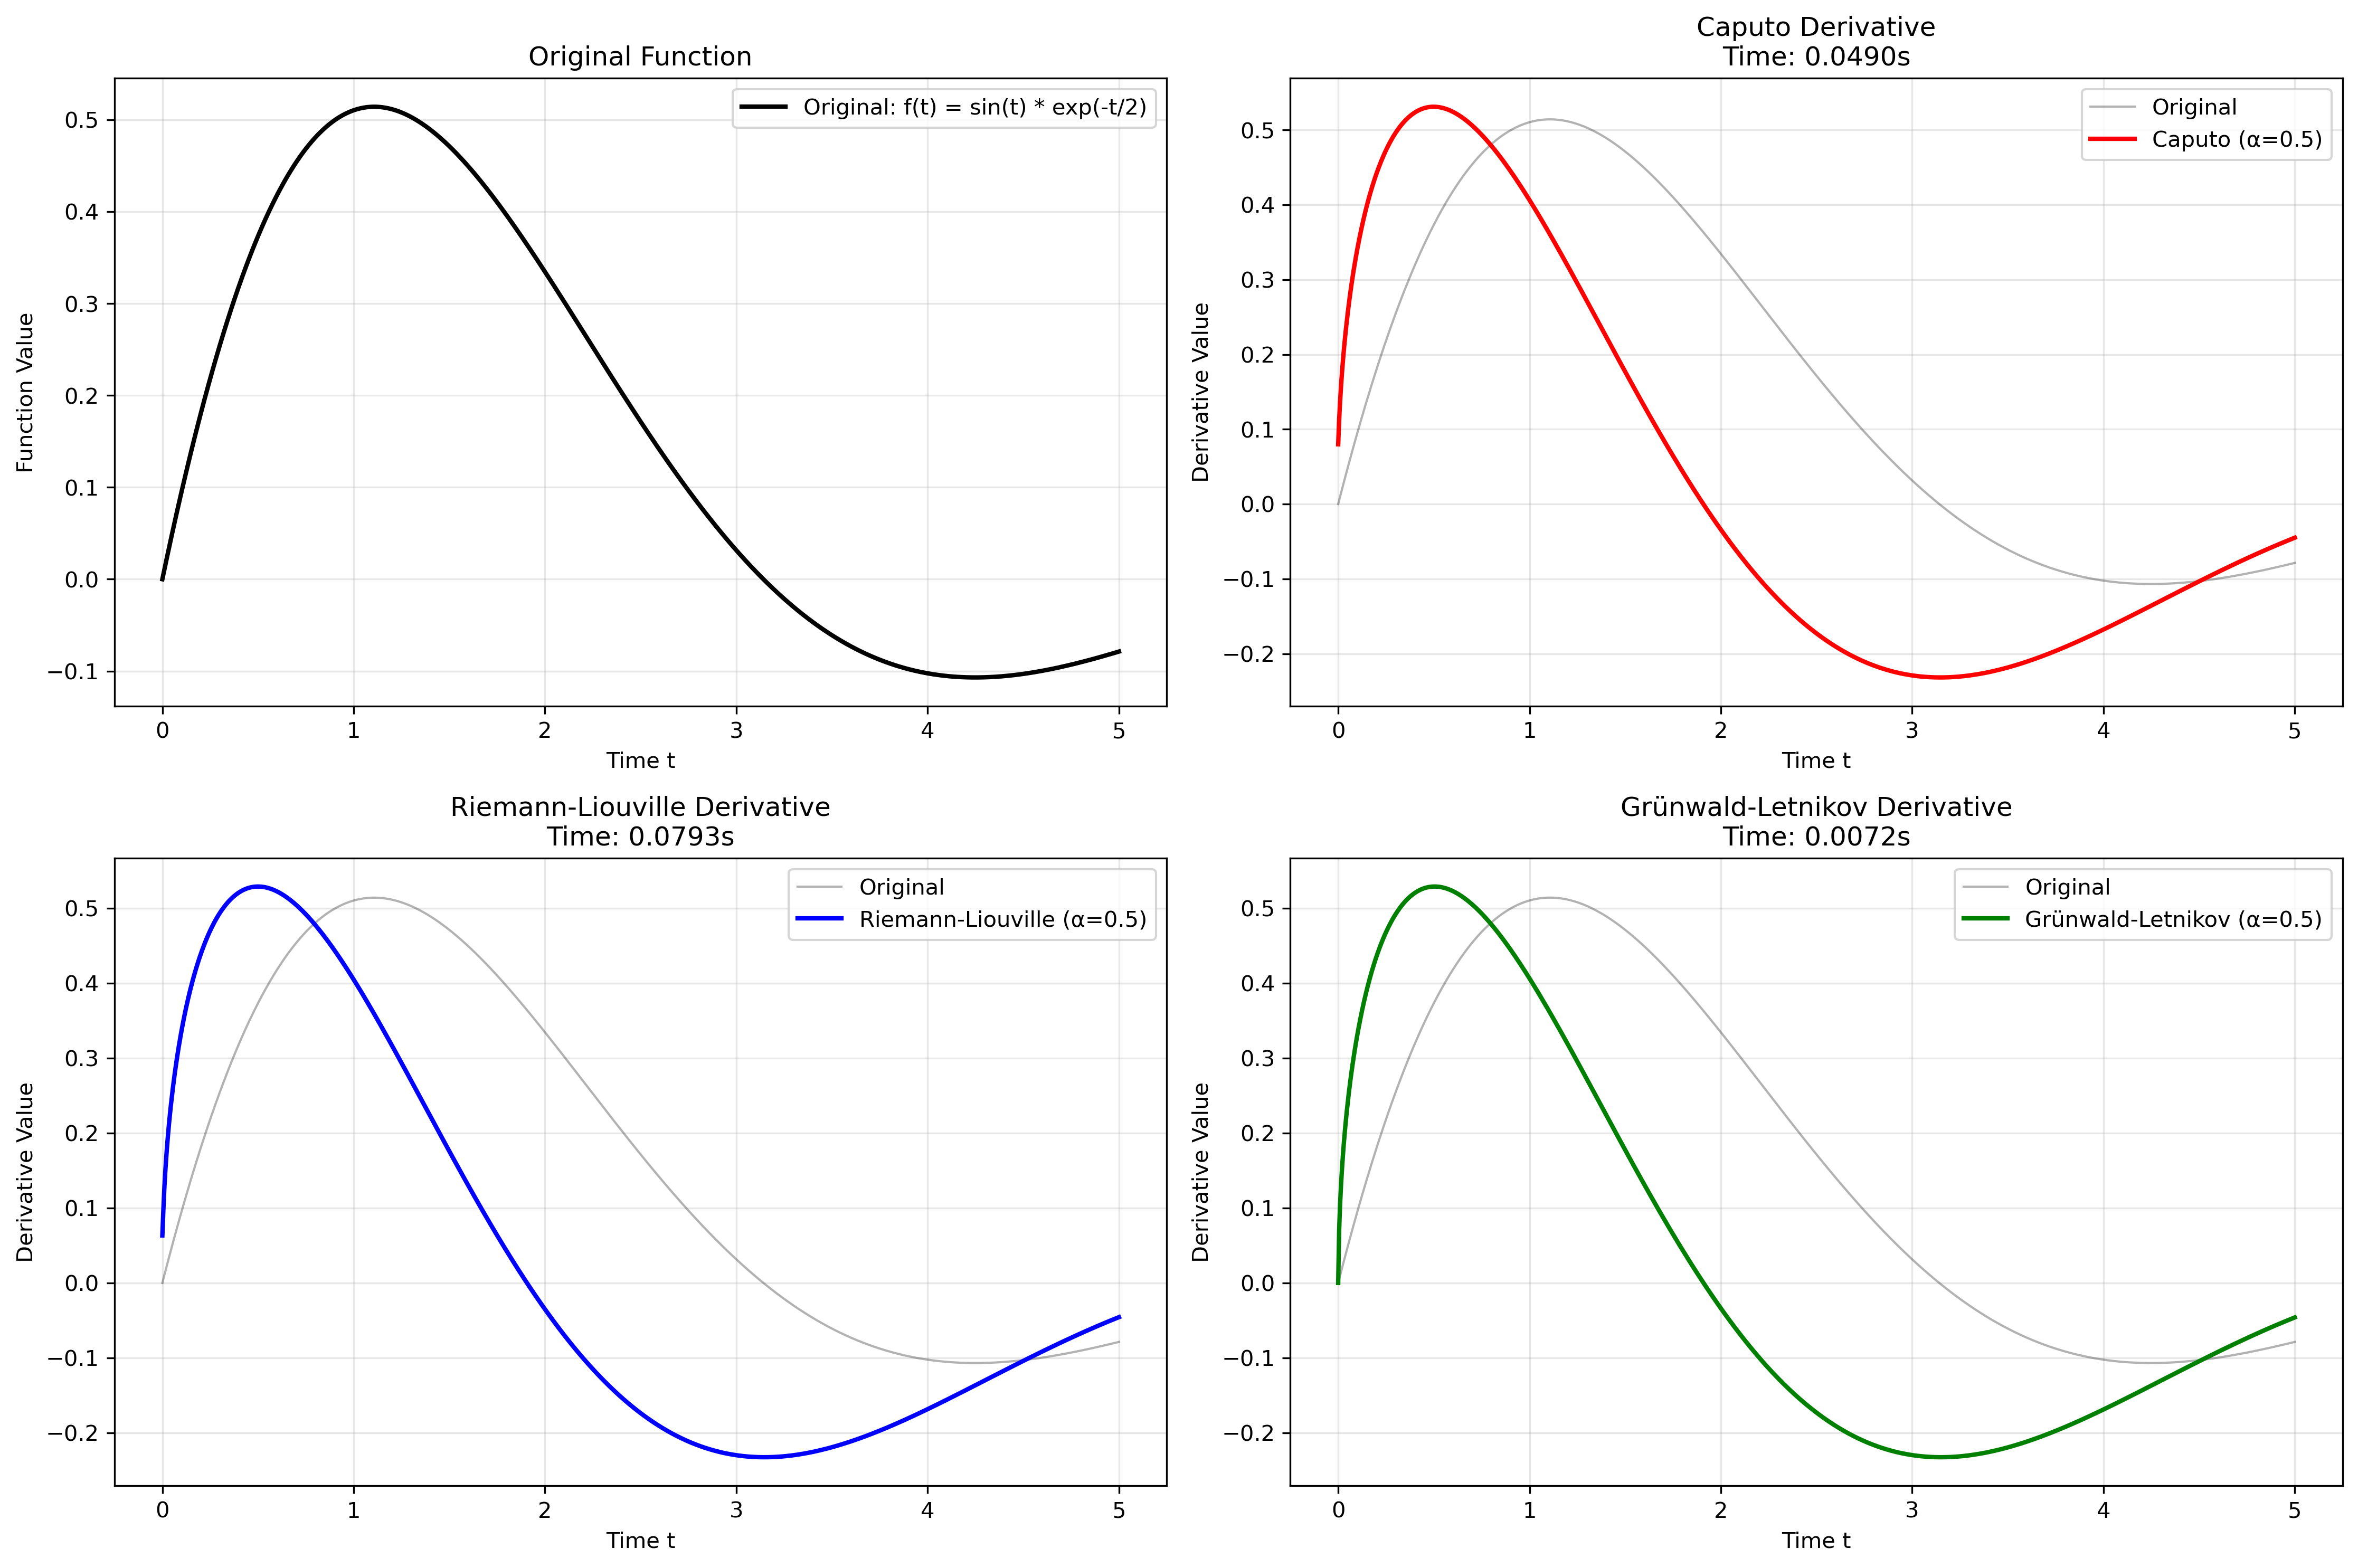 Original Function
Original: f(t) = sin(t) * exp(-t/2)
Function Value
0.5
0.4
0.3
0.2
0.1
0.0
−0.1
0 1 2 3 4 5
Time t
Caputo Derivative
Time: 0.0490s
Original
Caputo (α=0.5)
Derivative Value
0.5
0.4
0.3
0.2
0.1
0.0
−0.1
−0.2
0 1 2 3 4 5
Time t
Riemann-Liouville Derivative
Time: 0.0793s
Original
Riemann-Liouville (α=0.5)
Derivative Value
0.5
0.4
0.3
0.2
0.1
0.0
−0.1
−0.2
0 1 2 3 4 5
Time t
Grünwald-Letnikov Derivative
Time: 0.0072s
Original
Grünwald-Letnikov (α=0.5)
Derivative Value
0.5
0.4
0.3
0.2
0.1
0.0
−0.1
−0.2
0 1 2 3 4 5
Time t